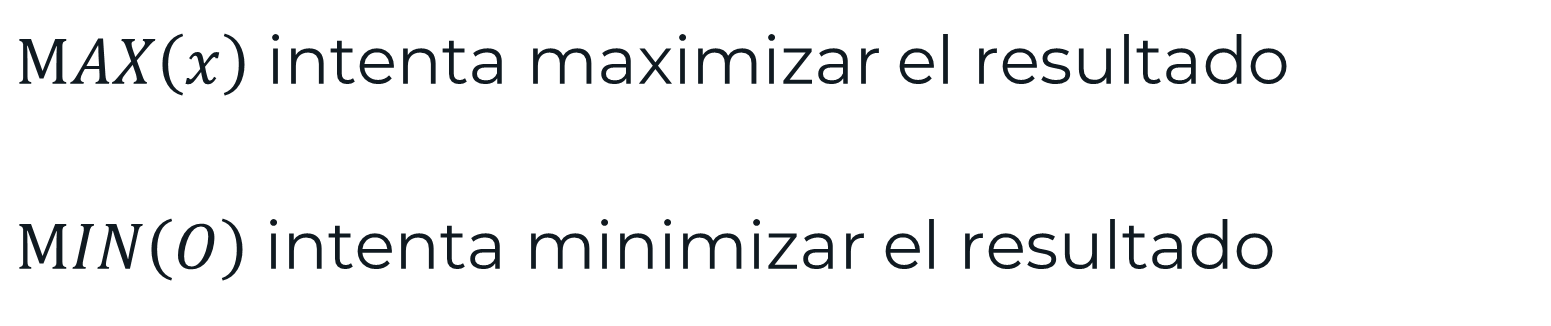 MAX(x) intenta maximizar el resultado
MIN(O) intenta minimizar el resultado